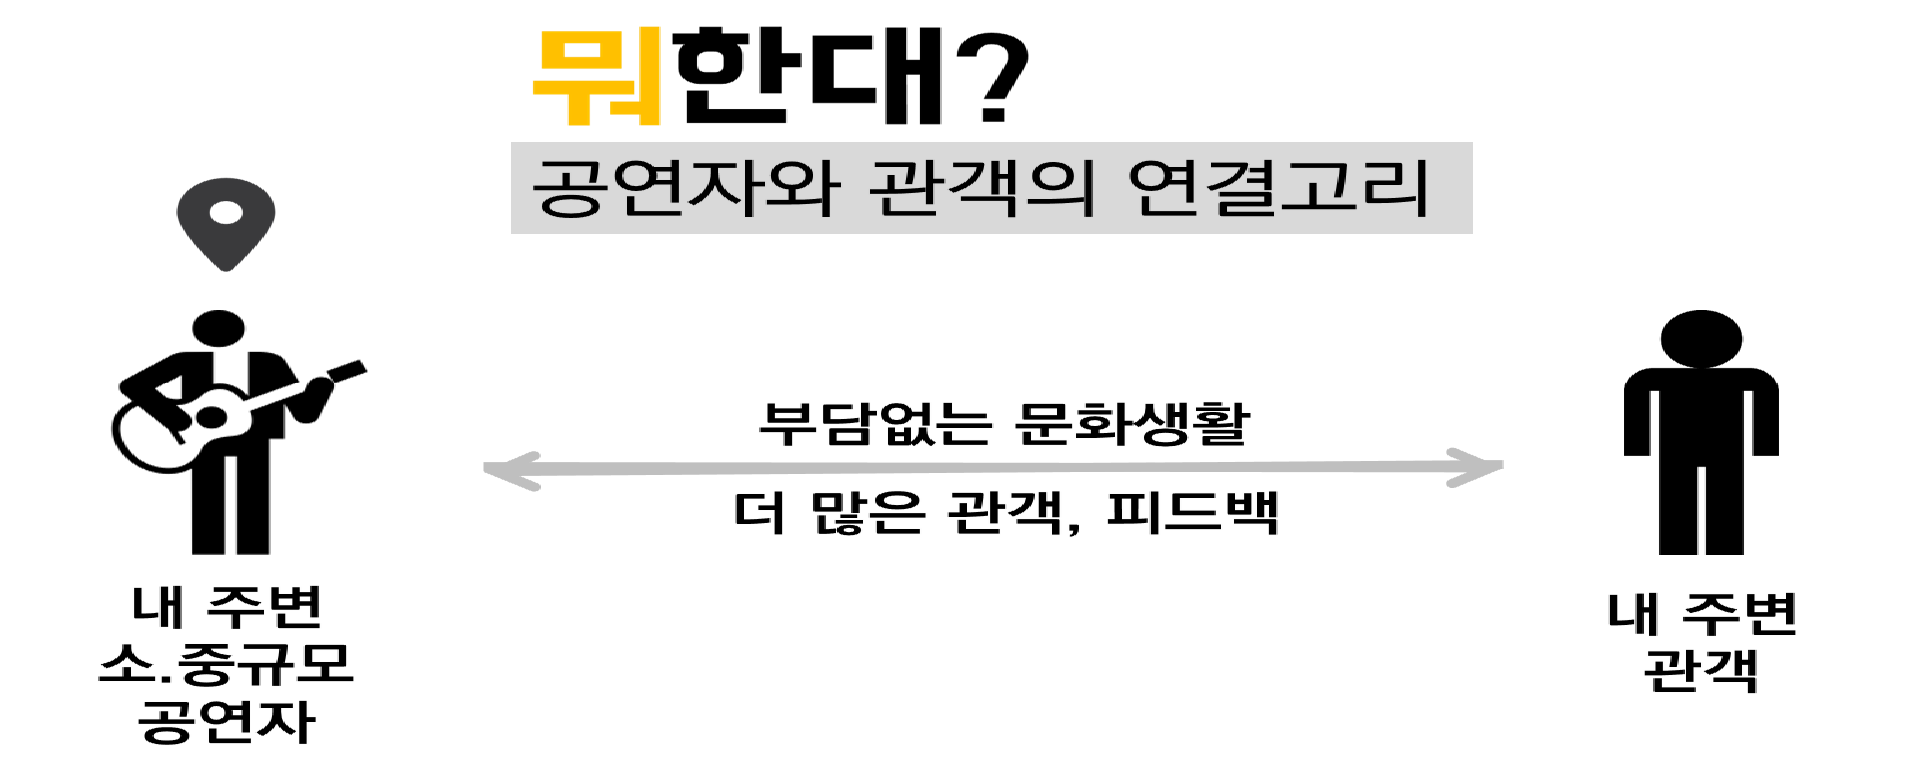 뭐한대?
공연자와 관객의 연결고리
부담없는 문화생활
더 많은 관객, 피드백
내 주변
소.중규모
공연자
내 주변
관객